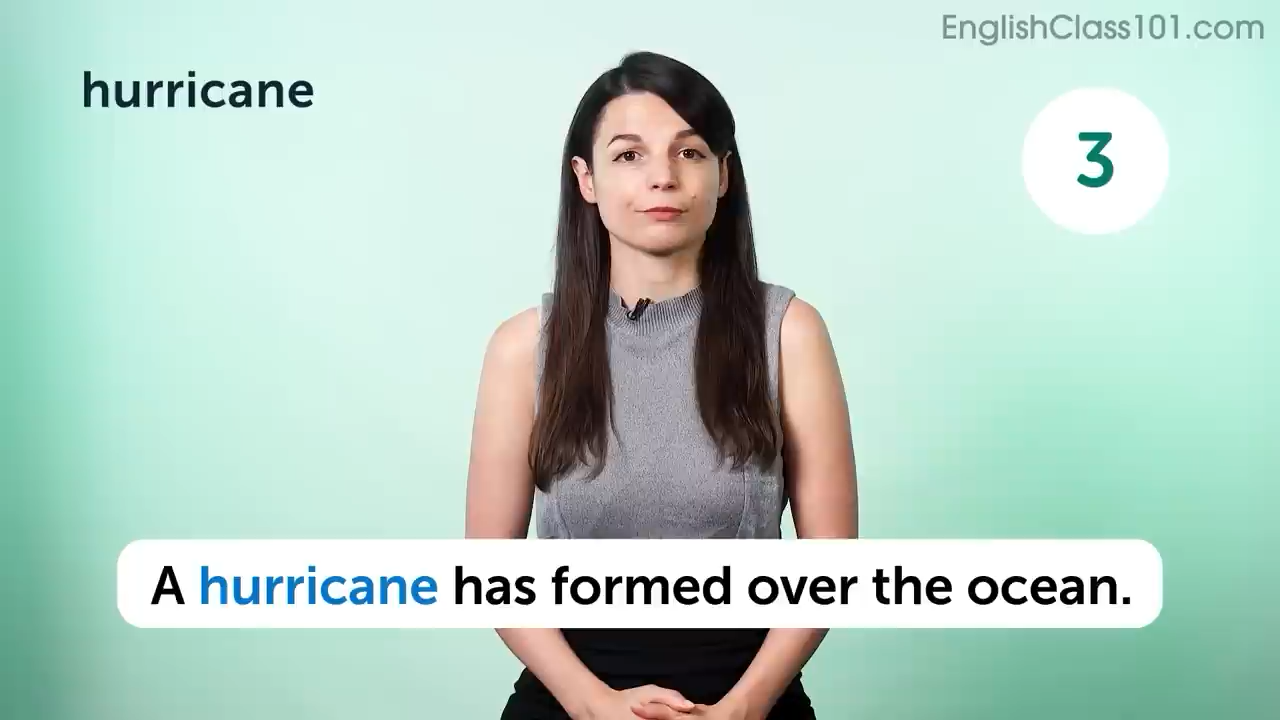 EnglishClass101.com
hurricane
3
A hurricane has formed over the ocean.